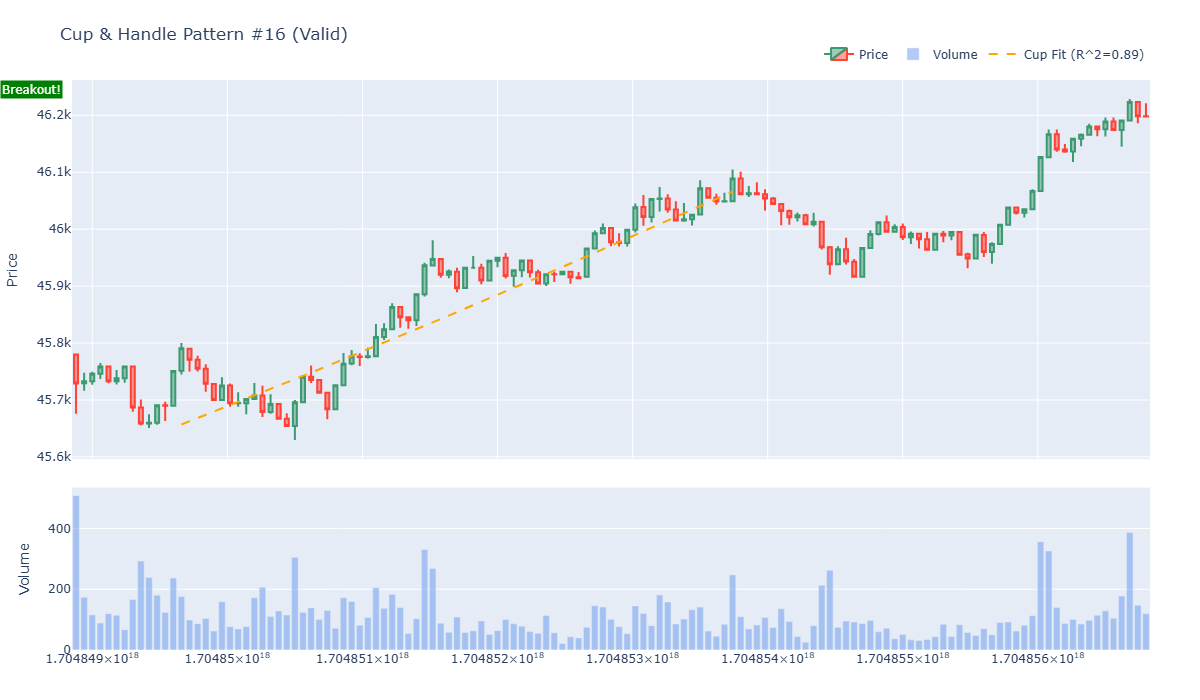 Cup & Handle Pattern #16 (Valid)
Price
Volume
Cup Fit (R^2=0.89)
Breakout!
46.2k
46.1k
46k
45.9k
45.8k
45.7k
45.6k
Price
400
200
0
Volume
1.704849×10¹⁸
1.70485×10¹⁸
1.704851×10¹⁸
1.704852×10¹⁸
1.704853×10¹⁸
1.704854×10¹⁸
1.704855×10¹⁸
1.704856×10¹⁸